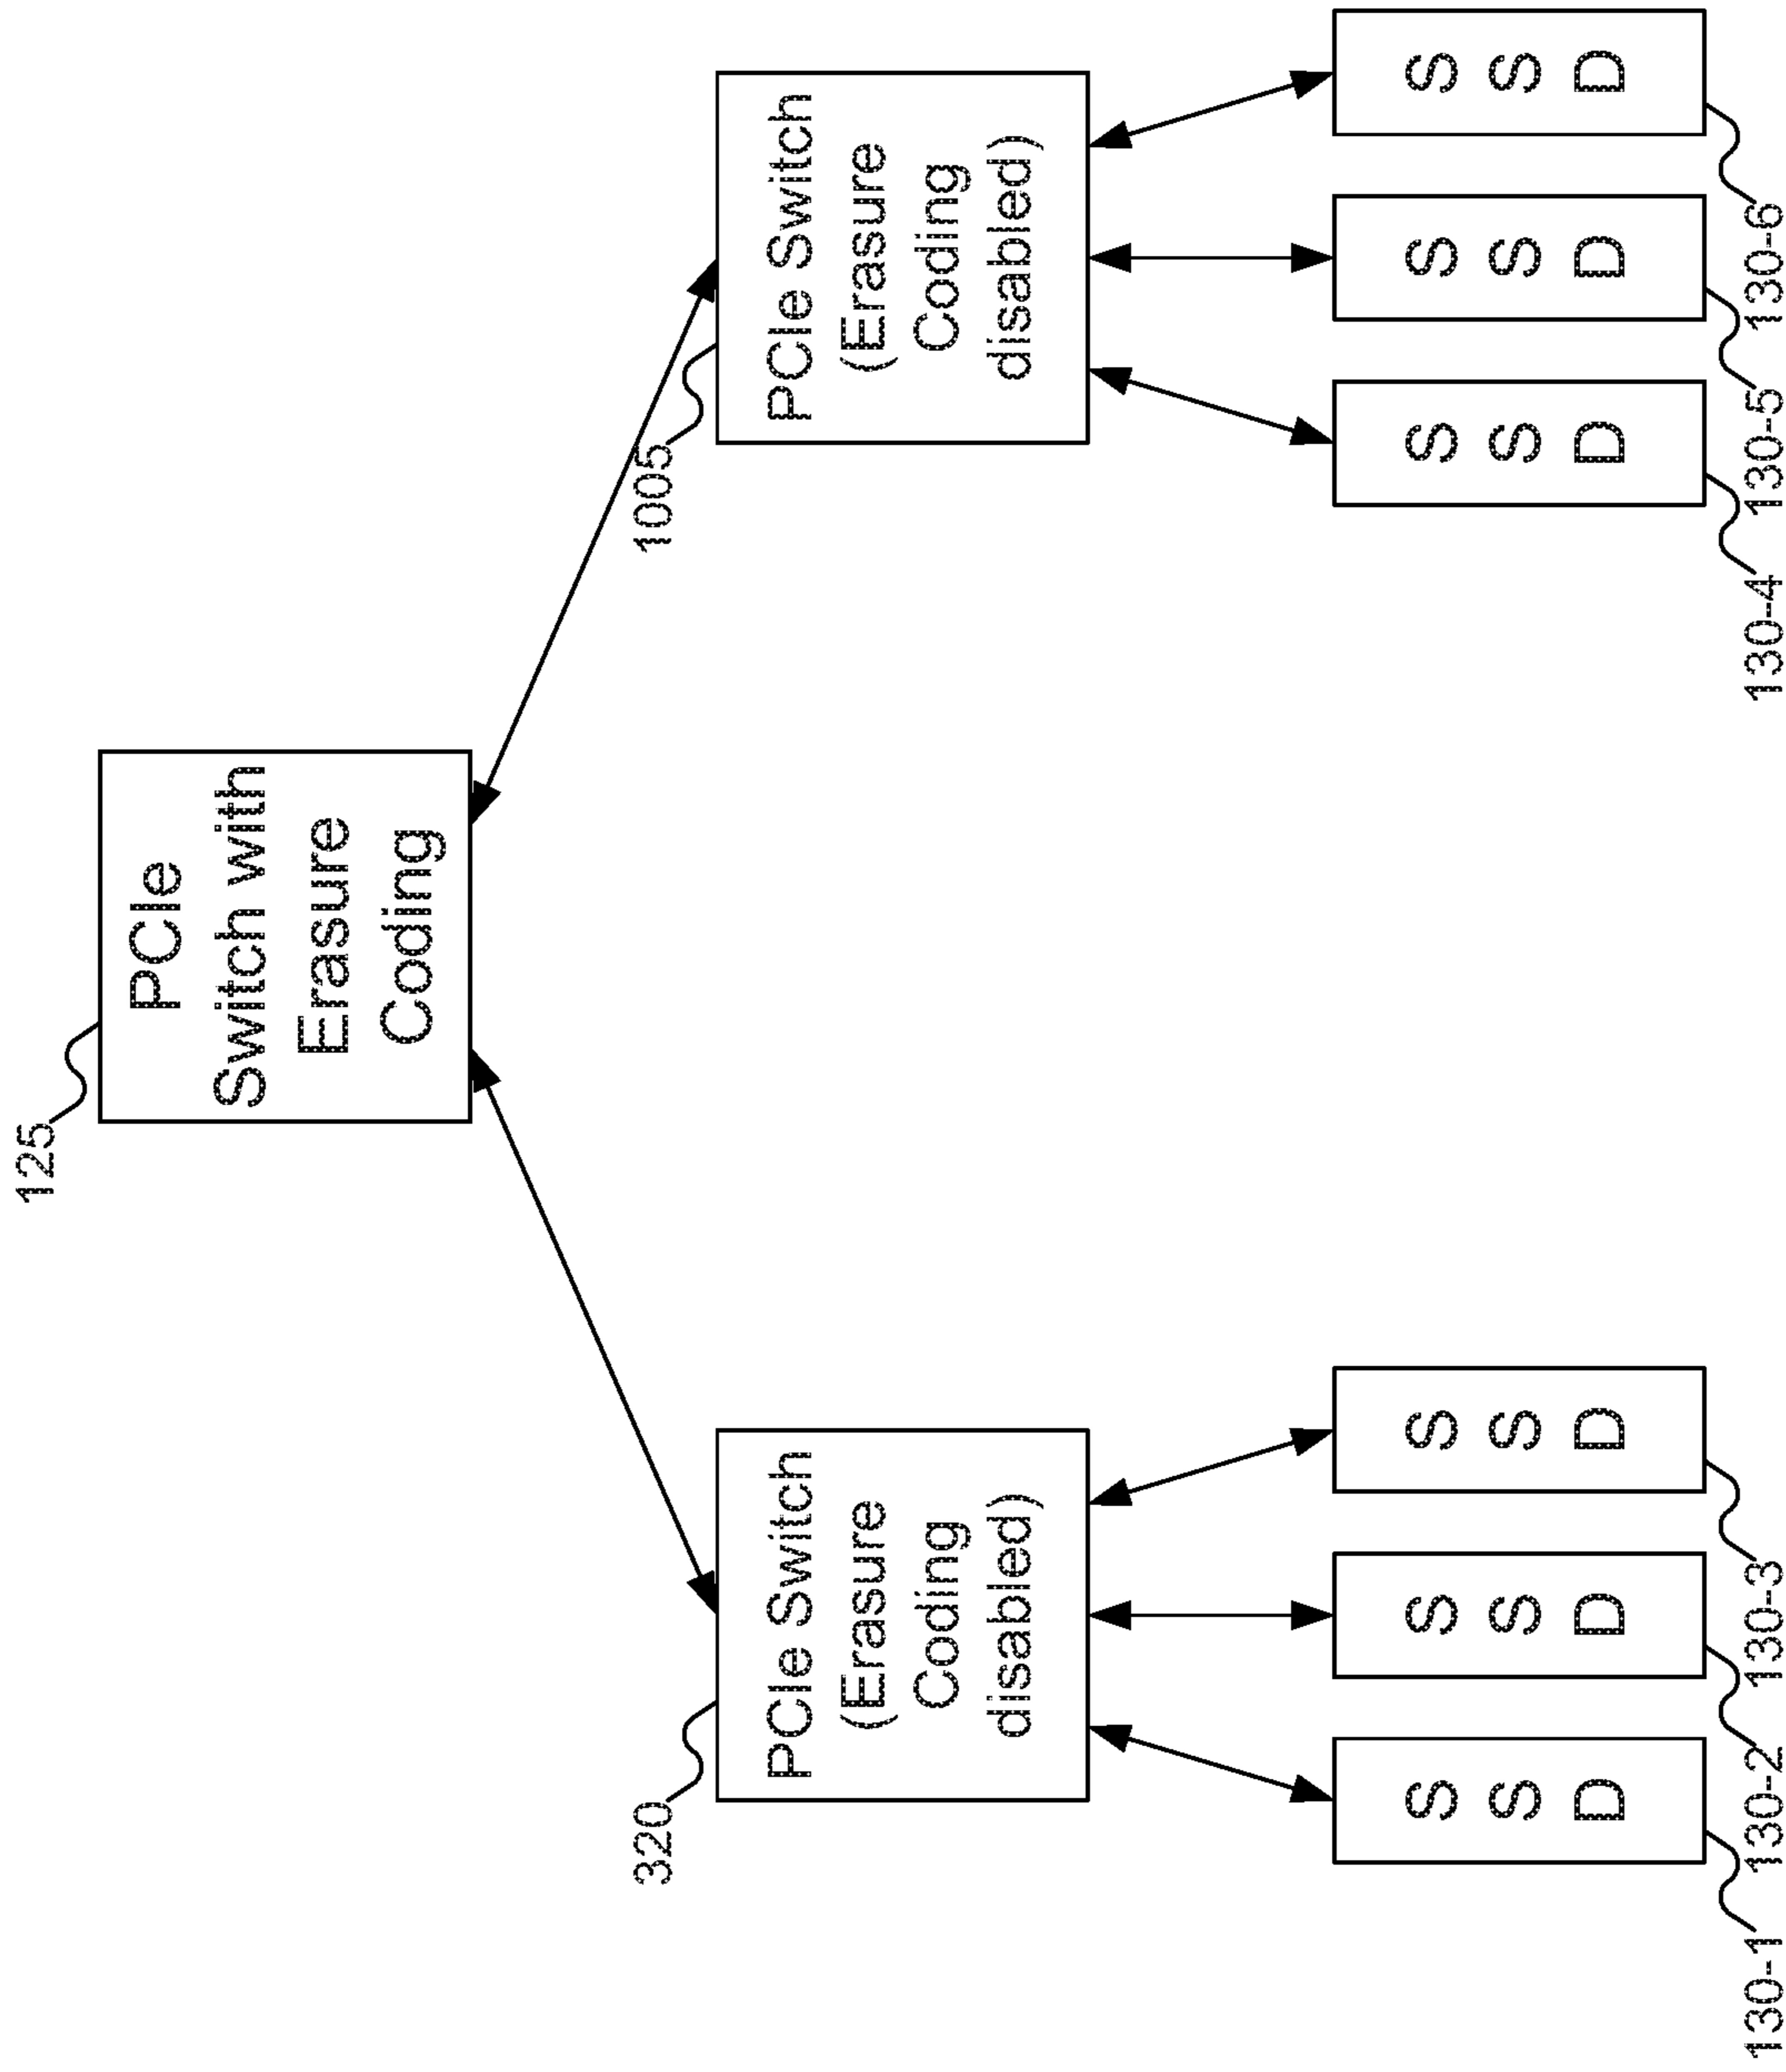 125
PCIe
Switch with
Erasure
Coding
320
PCIe Switch
(Erasure
Coding
disabled)
1005
PCIe Switch
(Erasure
Coding
disabled)
S
S
D
130-1
S
S
D
130-2
S
S
D
130-3
S
S
D
130-4
S
S
D
130-5
S
S
D
130-6